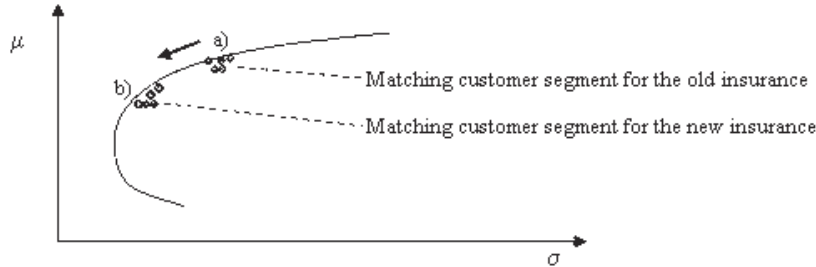 μ
a)
b)
Matching customer segment for the old insurance
Matching customer segment for the new insurance
σ